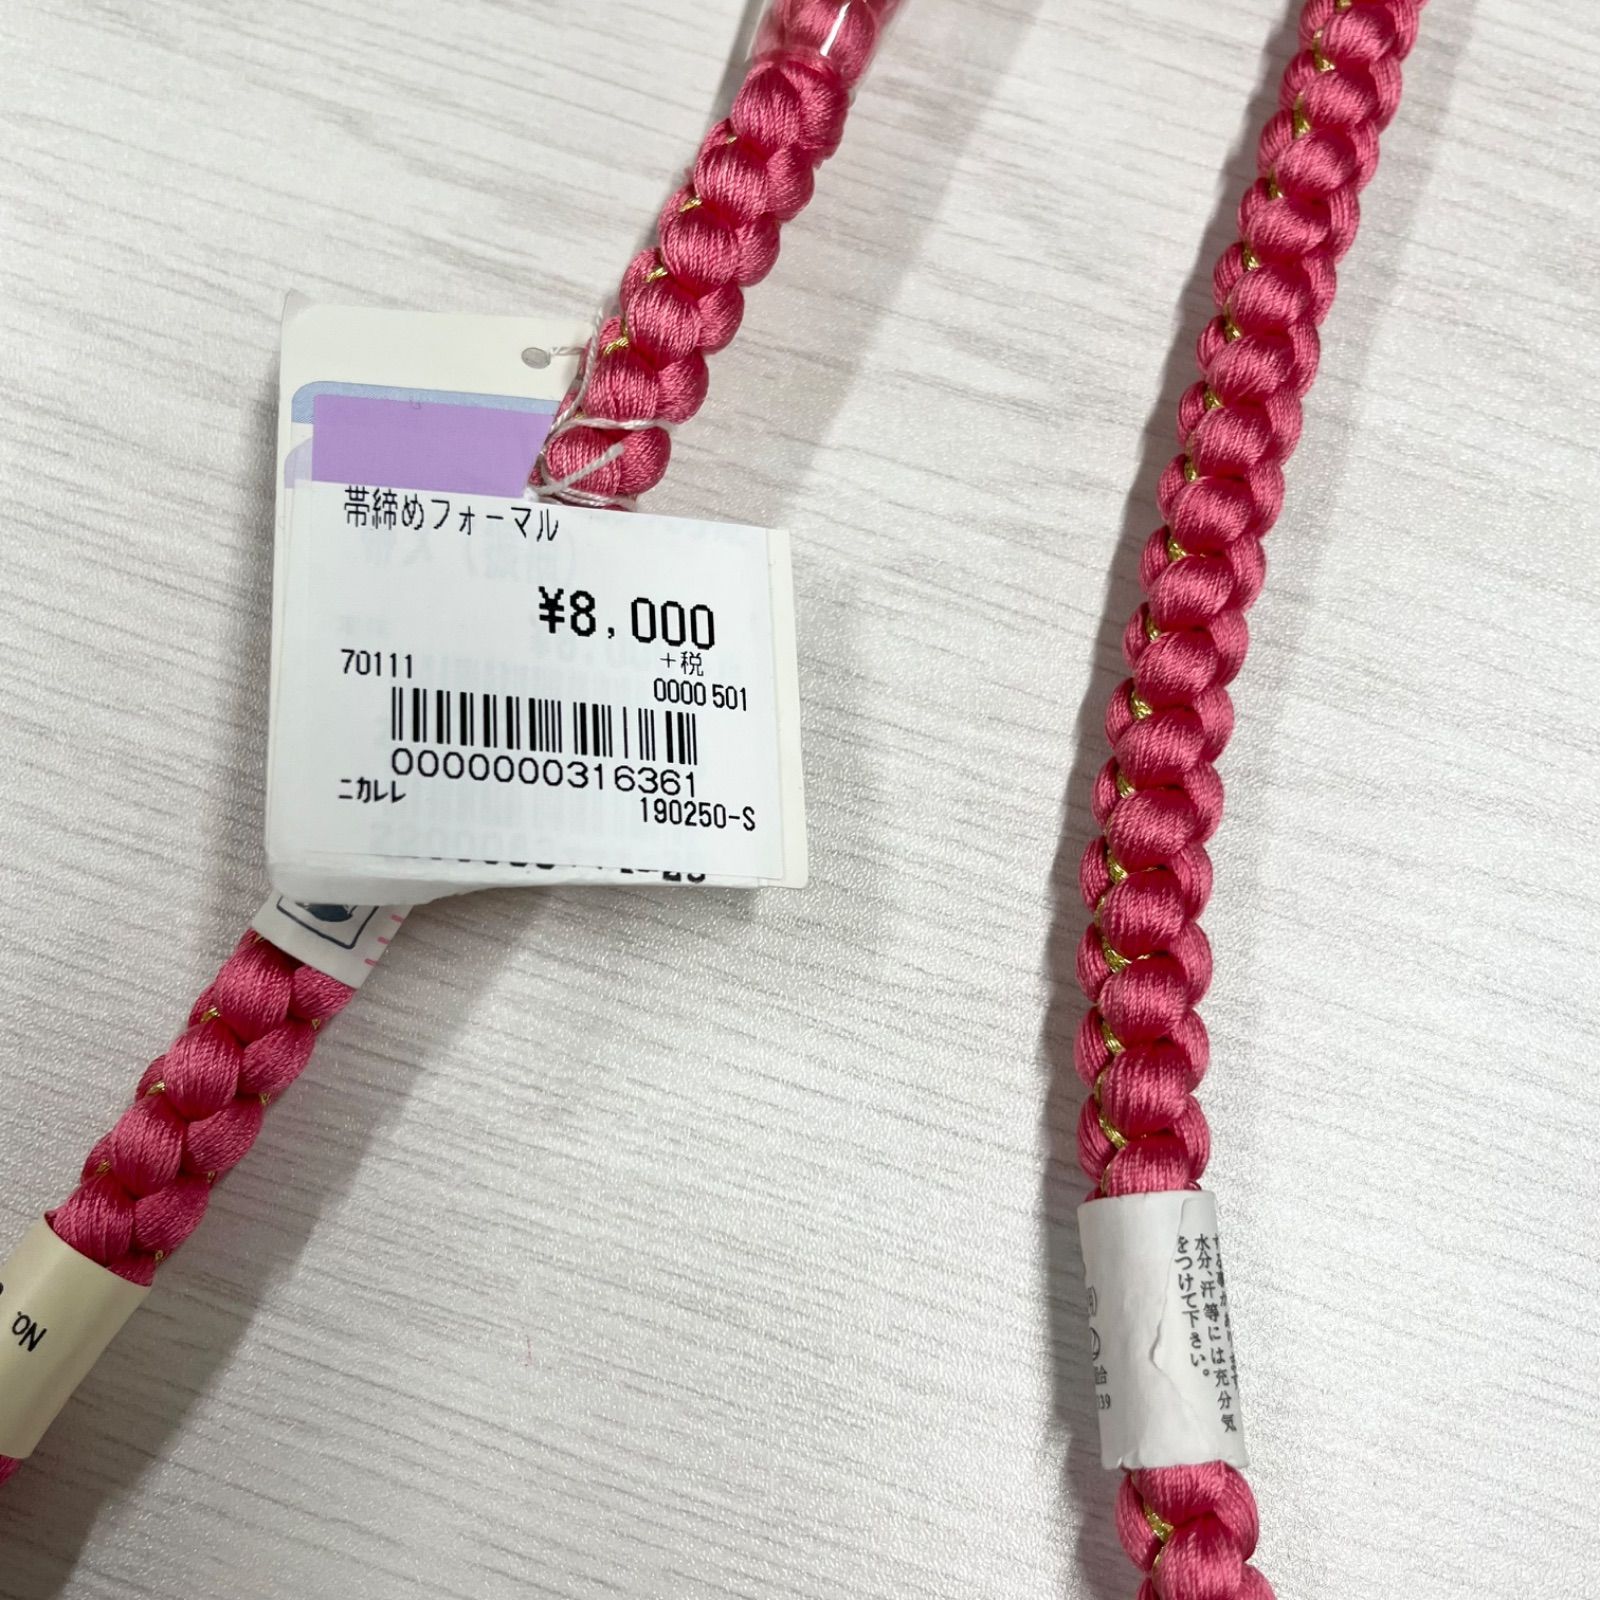 帯締めフォーマル
¥8,000
+税
70111
0000 501
0000000316361
ニカレレ
190250-S
No.
水分、汗等には充分気
をつけて下さい。